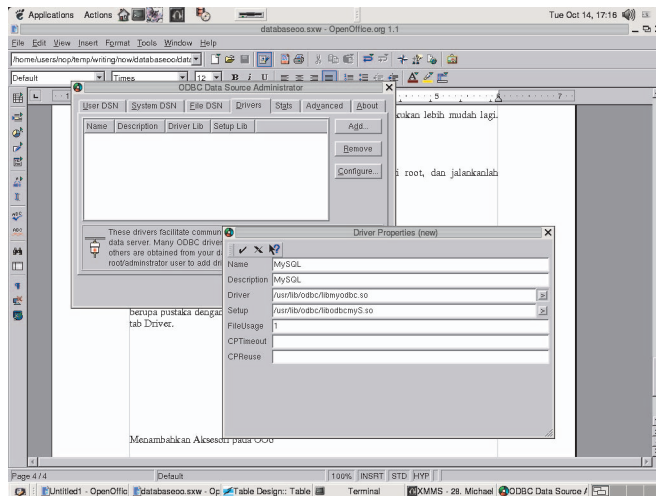 Applications Actions Tue Oct 14, 17:16
databaseoo.sxw - OpenOffice.org 1.1
File Edit View Insert Format Tools Window Help
/home/users/nop/temp/writing/now/databaseoo/data
Default Times 12 B i U
ODBC Data Source Administrator
User DSN System DSN File DSN Drivers Stats Advanced About
Name Description Driver Lib Setup Lib
Add...
Remove
Configure...
5 6 7
kukan lebih mudah lagi.
i root, dan jalankanlah
These drivers facilitate commun
data server. Many ODBC driver
others are obtained from your d
root/adminstrator user to add dri
Driver Properties (new)
Name MySQL
Description MySQL
Driver /usr/lib/odbc/libmyodbc.so
Setup /usr/lib/odbc/libodbcmyS.so
FileUsage 1
CPTimeout
CPReuse
berupa pustaka dengan
tab Driver.
Menambahkan Aksesori pada OOo
Page 4 / 4 Default 100% INSRT STD HYP
Untitled1 - OpenOffic databaseoo.sxw - Op Table Design:: Table Terminal XMMS - 28. Michael ODBC Data Source A